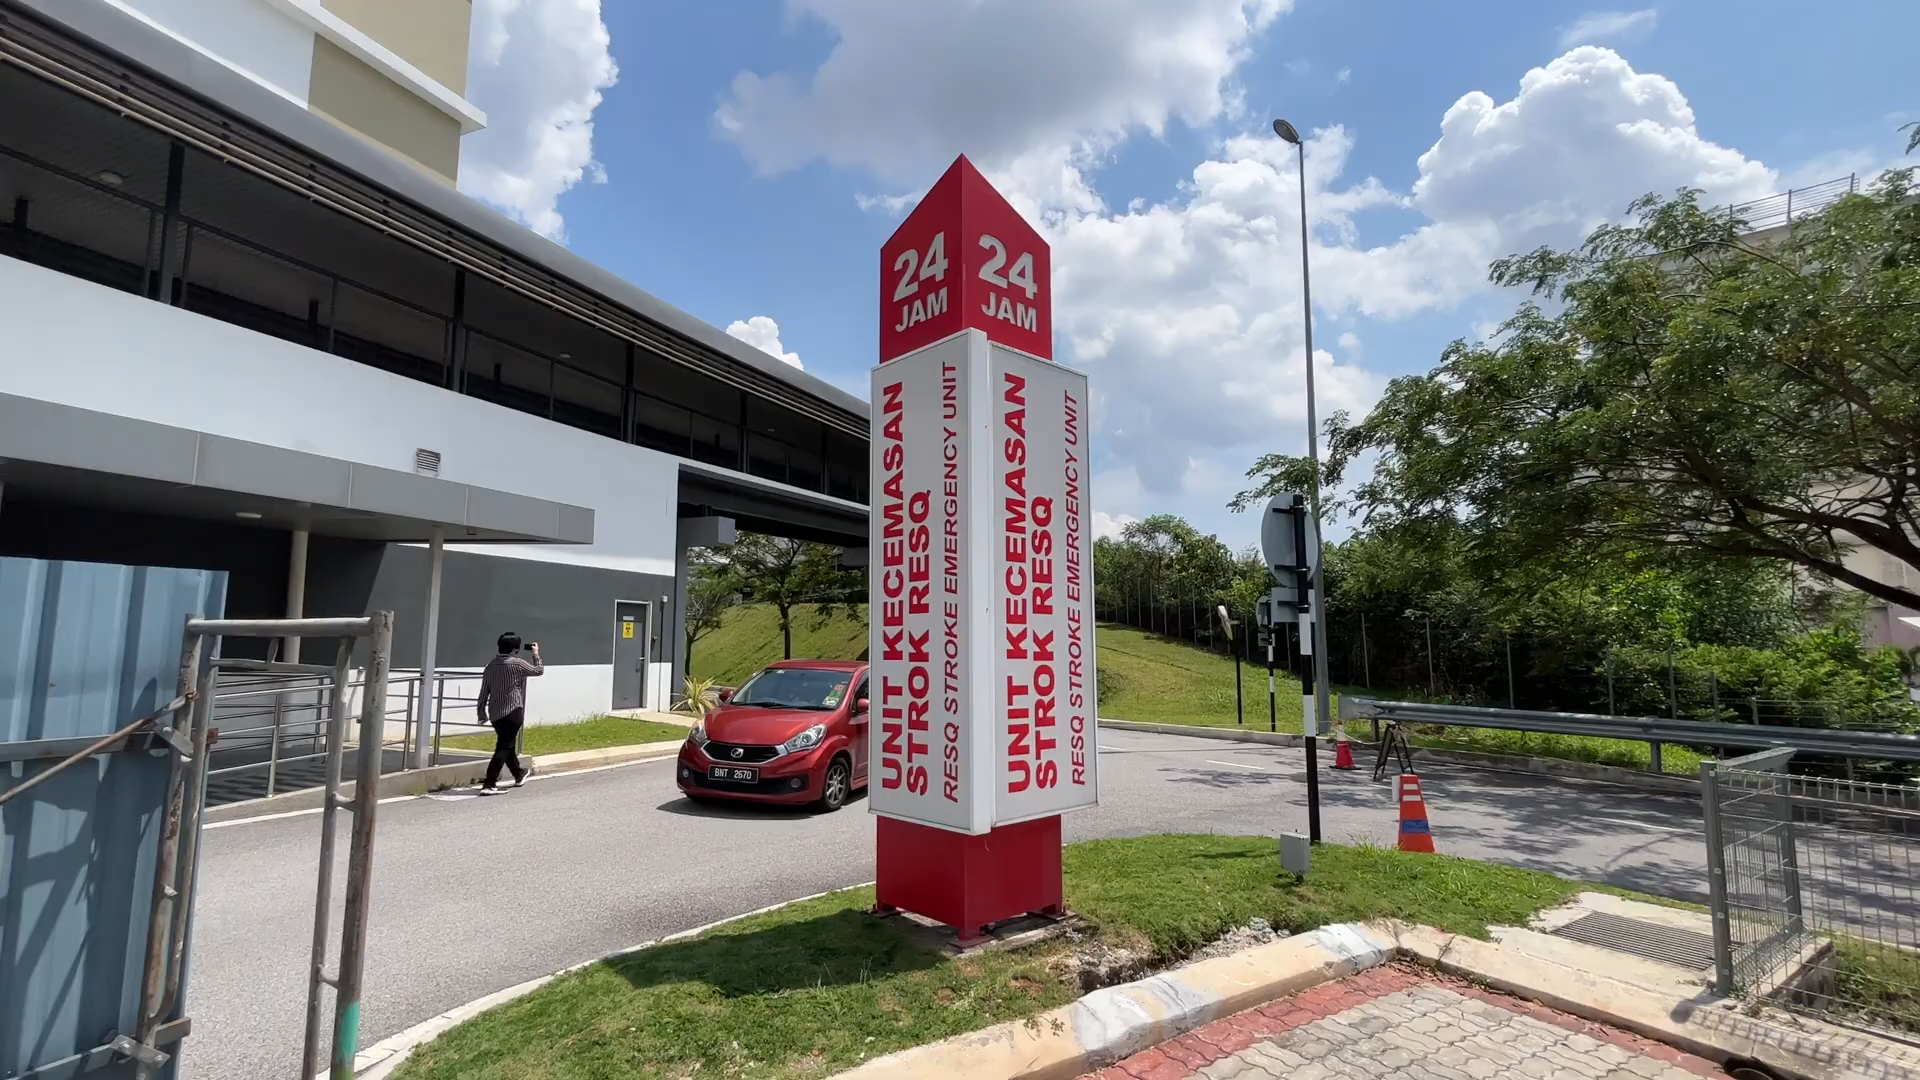 24
JAM
UNIT KECEMASAN
STROK RESQ
RESQ STROKE EMERGENCY UNIT
24
JAM
UNIT KECEMASAN
STROK RESQ
RESQ STROKE EMERGENCY UNIT
BNT 2670